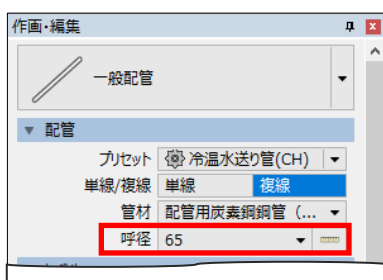 作画・編集
一般配管
配管
プリセット 冷温水送り管(CH)
単線/複線 単線 複線
管材 配管用炭素鋼鋼管 (...
呼径 65